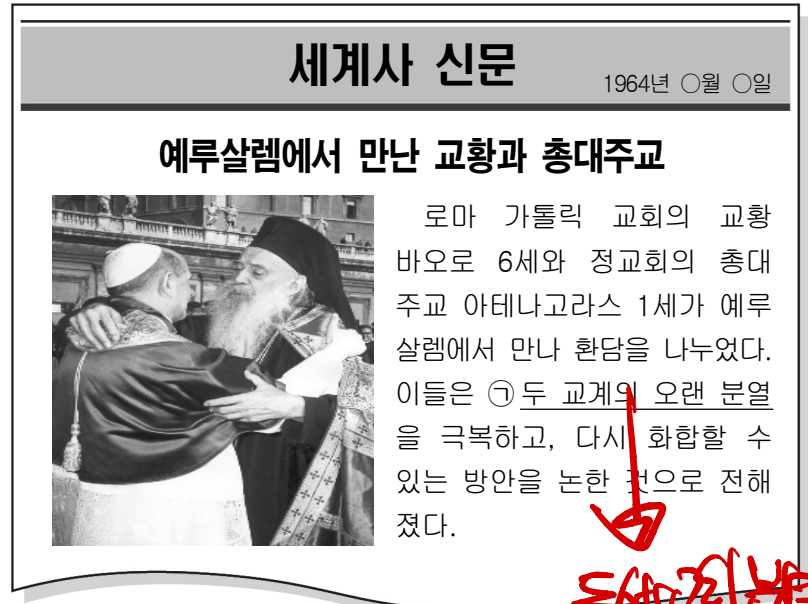 세계사 신문
1964년 ○월 ○일
예루살렘에서 만난 교황과 총대주교
로마 가톨릭 교회의 교황
바오로 6세와 정교회의 총대
주교 아테나고라스 1세가 예루
살렘에서 만나 환담을 나누었다.
이들은 ㉠두 교계의 오랜 분열
을 극복하고, 다시 화합할 수
있는 방안을 논한 것으로 전해
졌다.